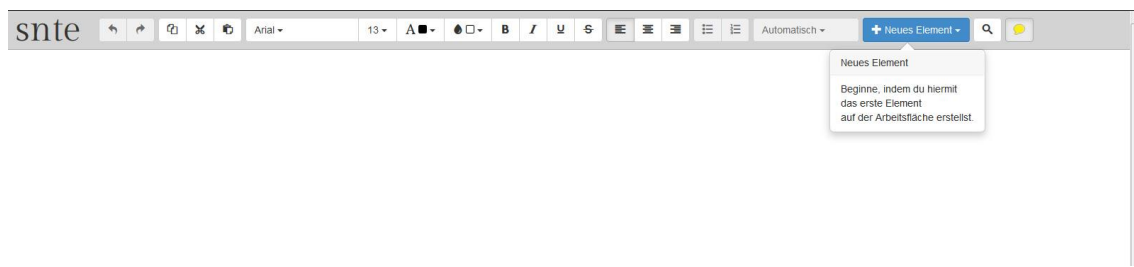 snte Arial 13 A B I U S Automatisch Neues Element
Neues Element
Beginne, indem du hiermit
das erste Element
auf der Arbeitsfläche erstellst.